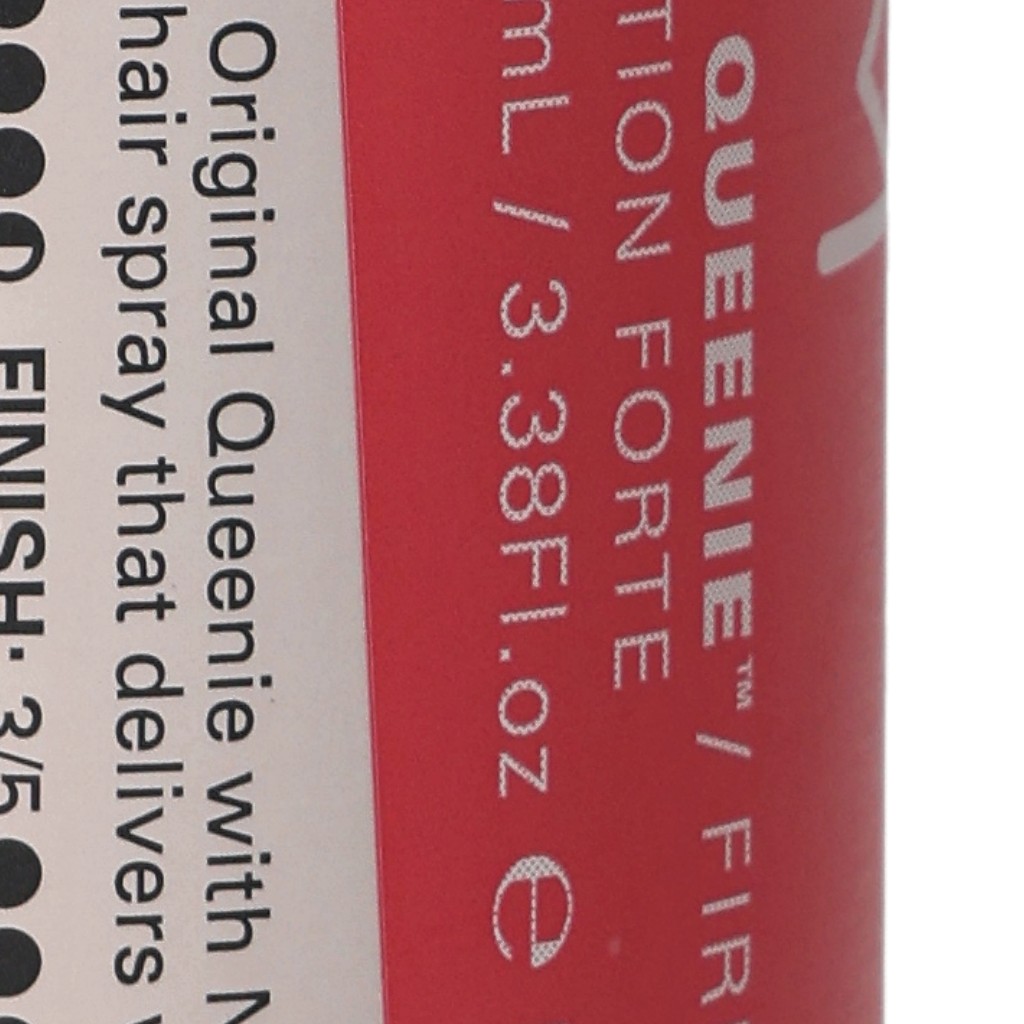 QUEENIE™ / FIR
TION FORTE
mL / 3.38Fl.oz e
Original Queenie with
hair spray that delivers
FINISH: 3/5